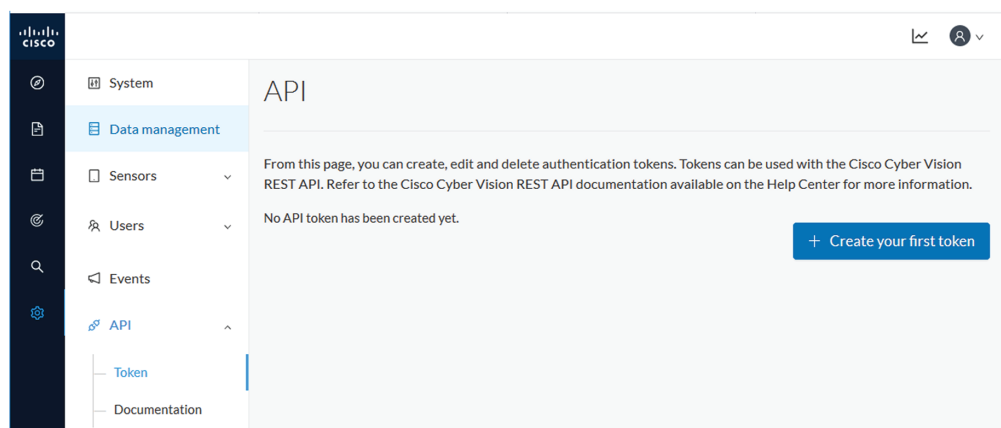 CISCO
System
Data management
Sensors
Users
Events
API
Token
Documentation
API
From this page, you can create, edit and delete authentication tokens. Tokens can be used with the Cisco Cyber Vision
REST API. Refer to the Cisco Cyber Vision REST API documentation available on the Help Center for more information.
No API token has been created yet.
+ Create your first token